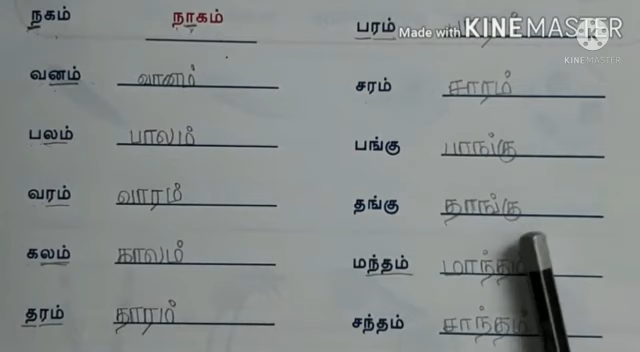 நகம் நாகம் பரம் Made with KINEMASTER
KINEMASTER
வனம் வானம் சரம் சாரம்
பலம் பாலம் பங்கு பாங்கு
வரம் வாரம் தங்கு தாங்கு
கலம் காலம் மந்தம் மாந்தம்
தரம் தாரம் சந்தம் சாந்தம்